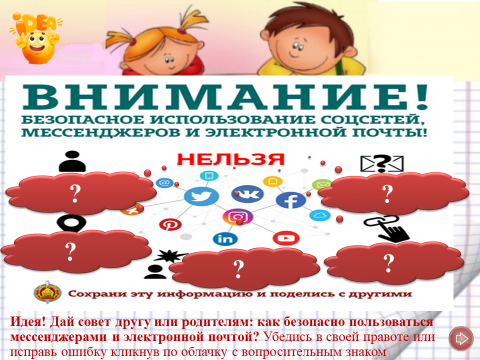 iDEA
ВНИМАНИЕ!
БЕЗОПАСНОЕ ИСПОЛЬЗОВАНИЕ СОЦСЕТЕЙ,
МЕССЕНДЖЕРОВ И ЭЛЕКТРОННОЙ ПОЧТЫ!
НЕЛЬЗЯ
?
?
?
?
?
Сохрани эту информацию и поделись с другими
Идея! Дай совет другу или родителям: как безопасно пользоваться
мессенджерами и электронной почтой? Убедись в своей правоте или
исправь ошибку кликнув по облачку с вопросительным знаком